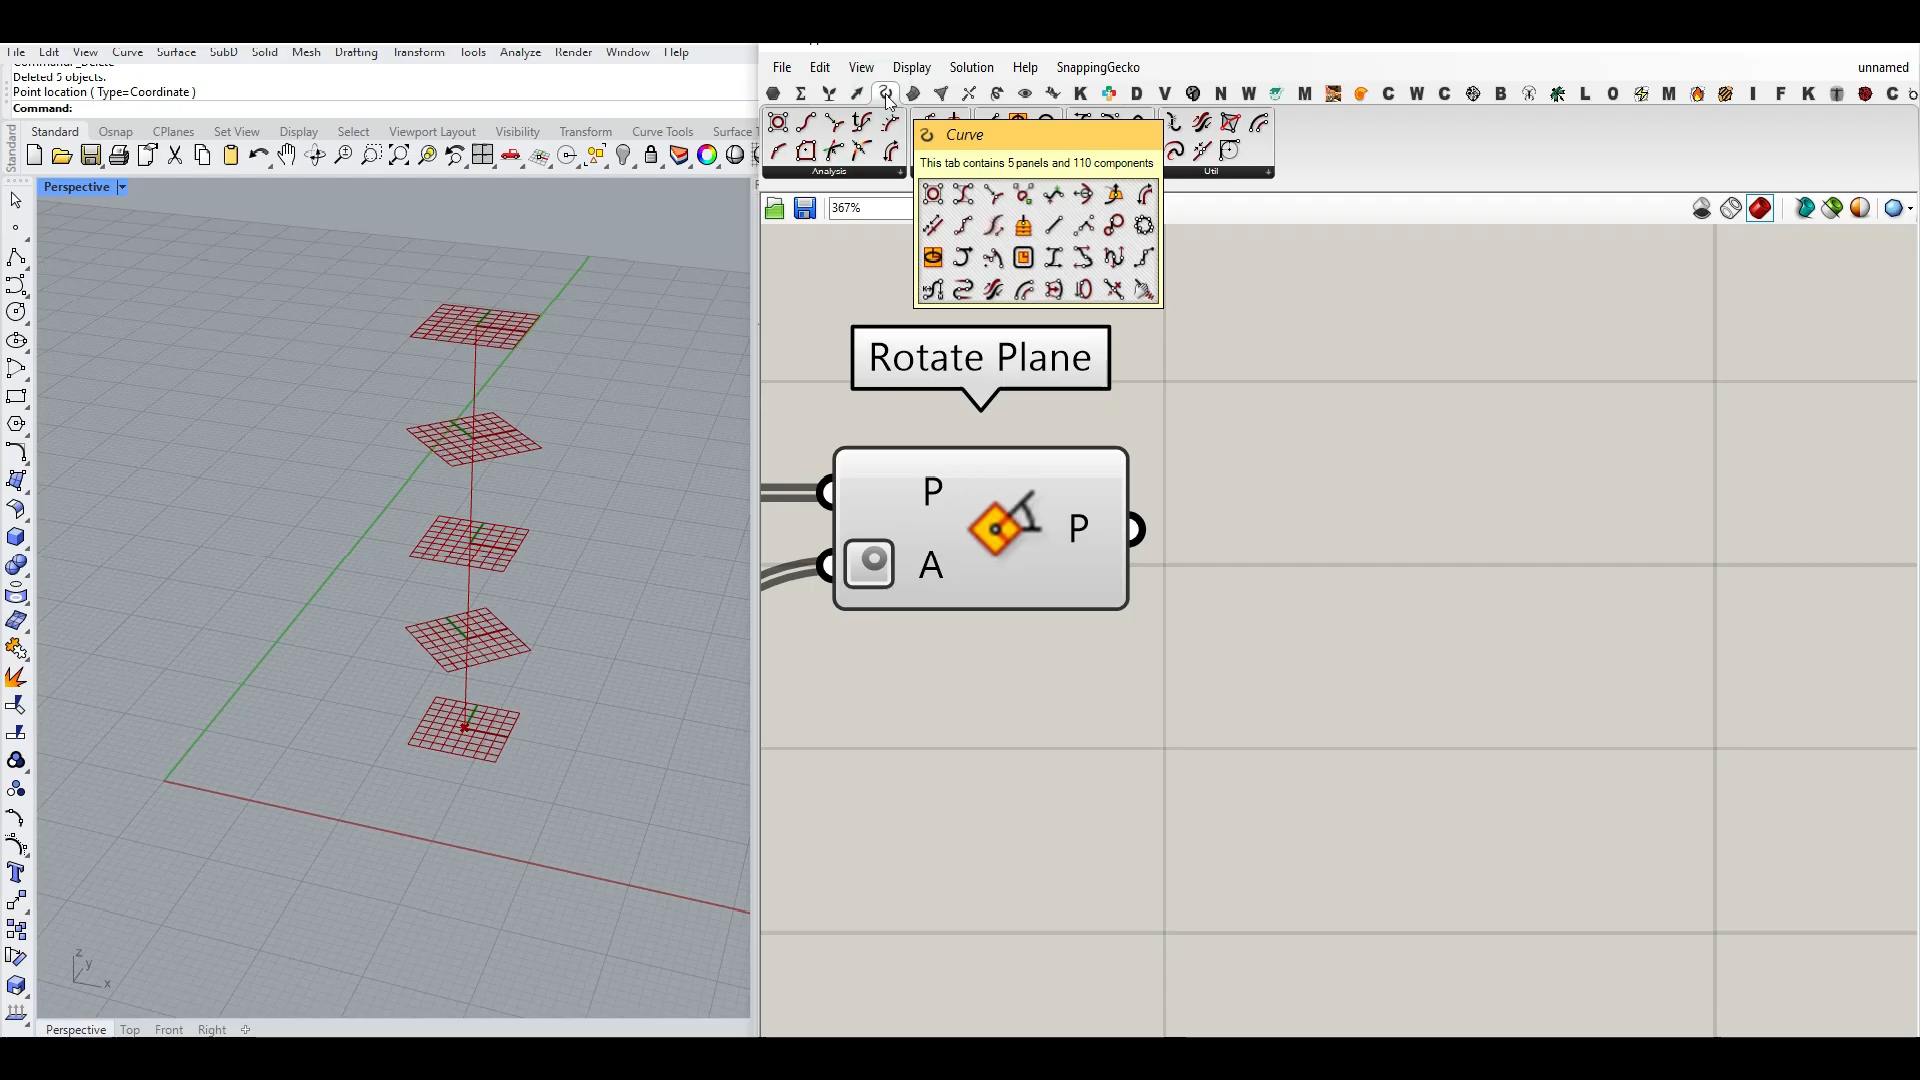 File Edit View Curve Surface SubD Solid Mesh Drafting Transform Tools Analyze Render Window Help
Command: _Delete
Deleted 5 objects.
Point location ( Type=Coordinate )
Command:
Standard
Standard Osnap CPlanes Set View Display Select Viewport Layout Visibility Transform Curve Tools Surface
Perspective
z
y
x
Perspective Top Front Right
File Edit View Display Solution Help SnappingGecko
unnamed
K D V N W M C W C B L O M I F K C
Curve
This tab contains 5 panels and 110 components
Analysis
Util
367%
Rotate Plane
P
A
P